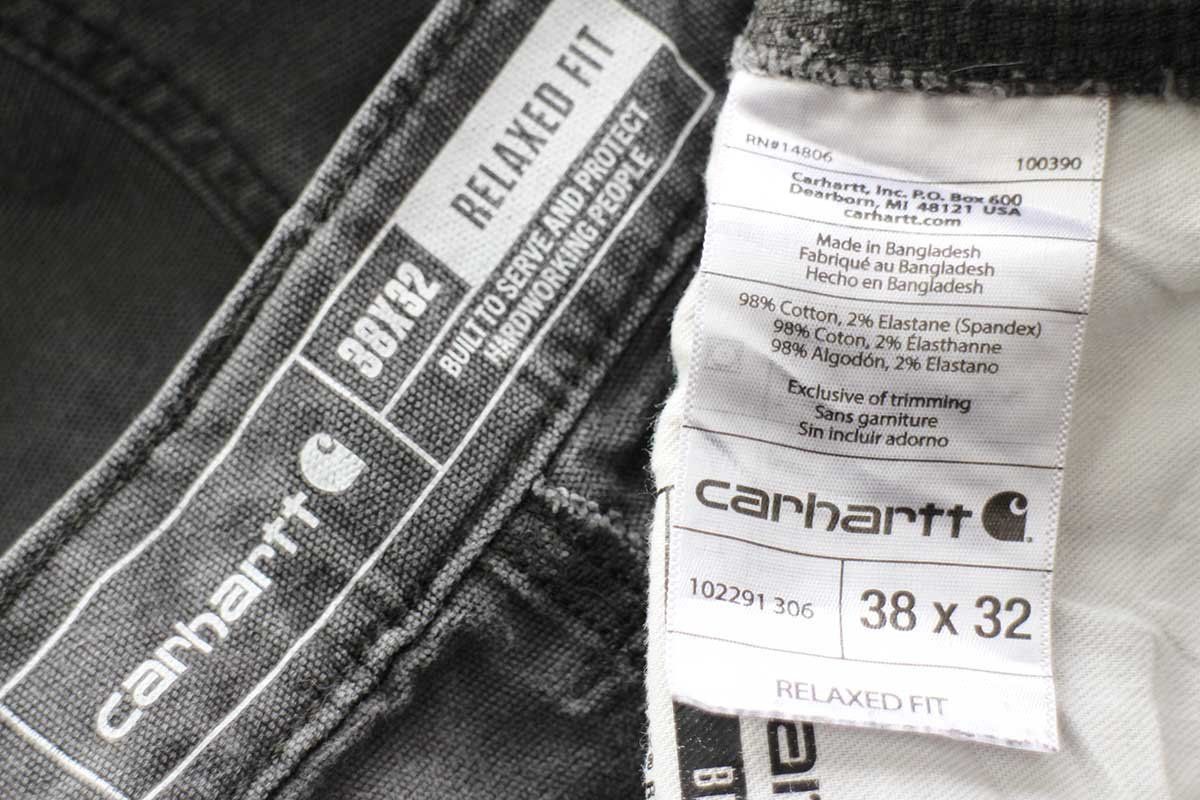 RELAXED FIT
38X32
BUILT TO SERVE AND PROTECT
HARDWORKING PEOPLE
carhartt
RN#14806
100390
Carhartt, Inc. P.O. Box 600
Dearborn, MI 48121 USA
carhartt.com
Made in Bangladesh
Fabriqué au Bangladesh
Hecho en Bangladesh
98% Cotton, 2% Elastane (Spandex)
98% Coton, 2% Élasthanne
98% Algodón, 2% Elastano
Exclusive of trimming
Sans garniture
Sin incluir adorno
carhartt
102291 306
38 x 32
RELAXED FIT